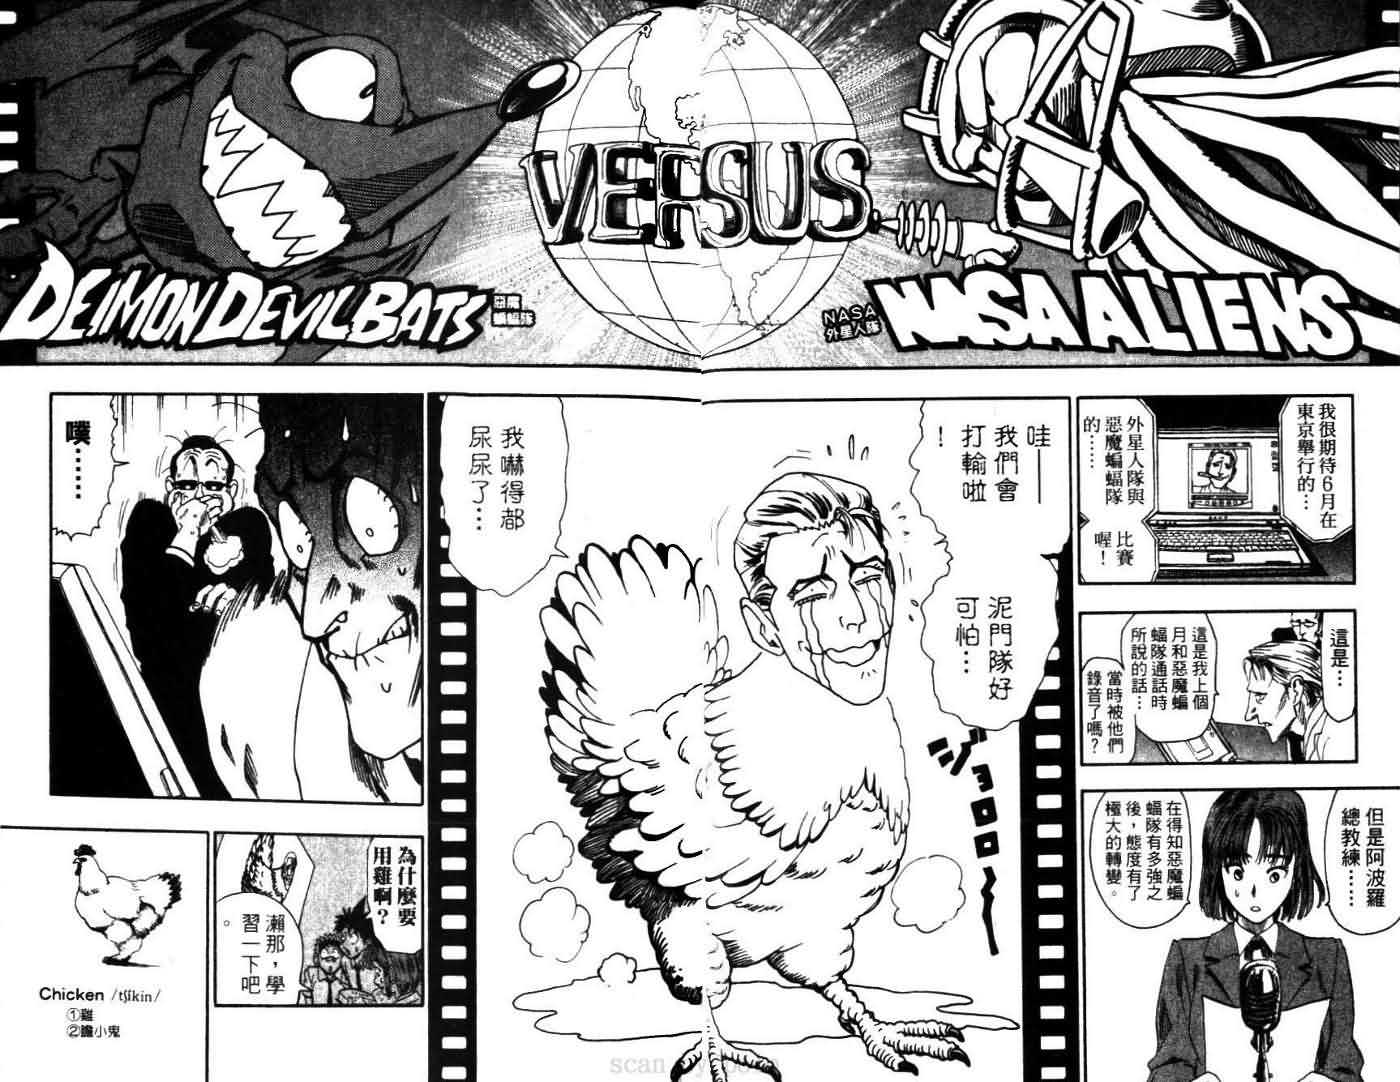 VERSUS
DEIMON DEVIL BATS
惡魔
蝙蝠隊
NASA
外星人隊
NASA ALIENS
我很期待6月在
東京舉行的…
外星人隊與
惡魔蝙蝠隊
的……
比賽
喔！
這是…
這是我上個
月和惡魔蝙
蝠隊通話時
所說的話…
當時被他們
錄音了嗎？
但是阿波羅
總教練……
在得知惡魔蝙
蝠隊有多強之
後，態度有了
極大的轉變。
哇——
我們會
打輸啦
！
泥門隊好
可怕…
我嚇得都
尿尿了…
ジョロロ〜
噗……
為什麼要
用雞啊？
瀨那，學
習一下吧
。
Chicken /tʃíkin/
①雞
②膽小鬼